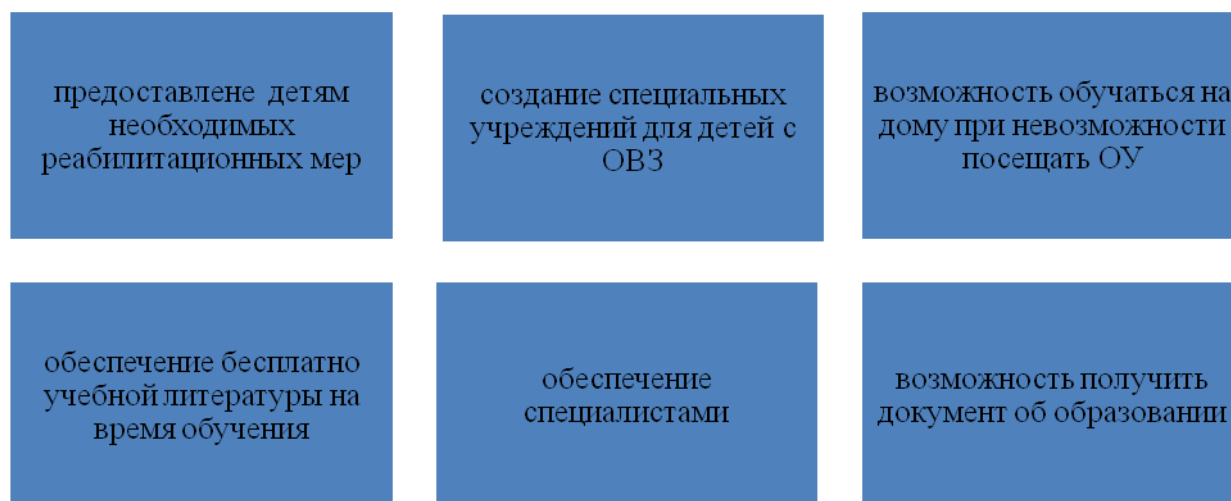 предоставлене детям
необходимых
реабилитационных мер
создание специальных
учреждений для детей с
ОВЗ
возможность обучаться на
дому при невозможности
посещать ОУ
обеспечение бесплатно
учебной литературы на
время обучения
обеспечение
специалистами
возможность получить
документ об образовании